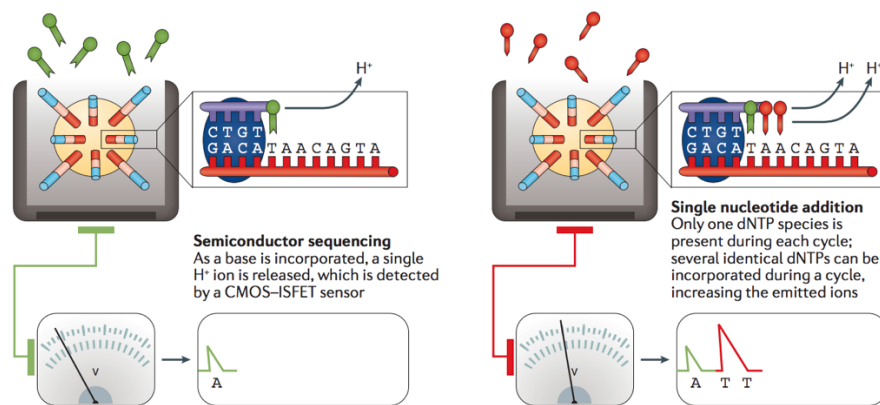 H+
CTGT
GACATAACAGTA
Semiconductor sequencing
As a base is incorporated, a single
H+ ion is released, which is detected
by a CMOS–ISFET sensor
V
A
H+ H+
CTGT
GACATAACAGTA
Single nucleotide addition
Only one dNTP species is
present during each cycle;
several identical dNTPs can be
incorporated during a cycle,
increasing the emitted ions
V
A T T